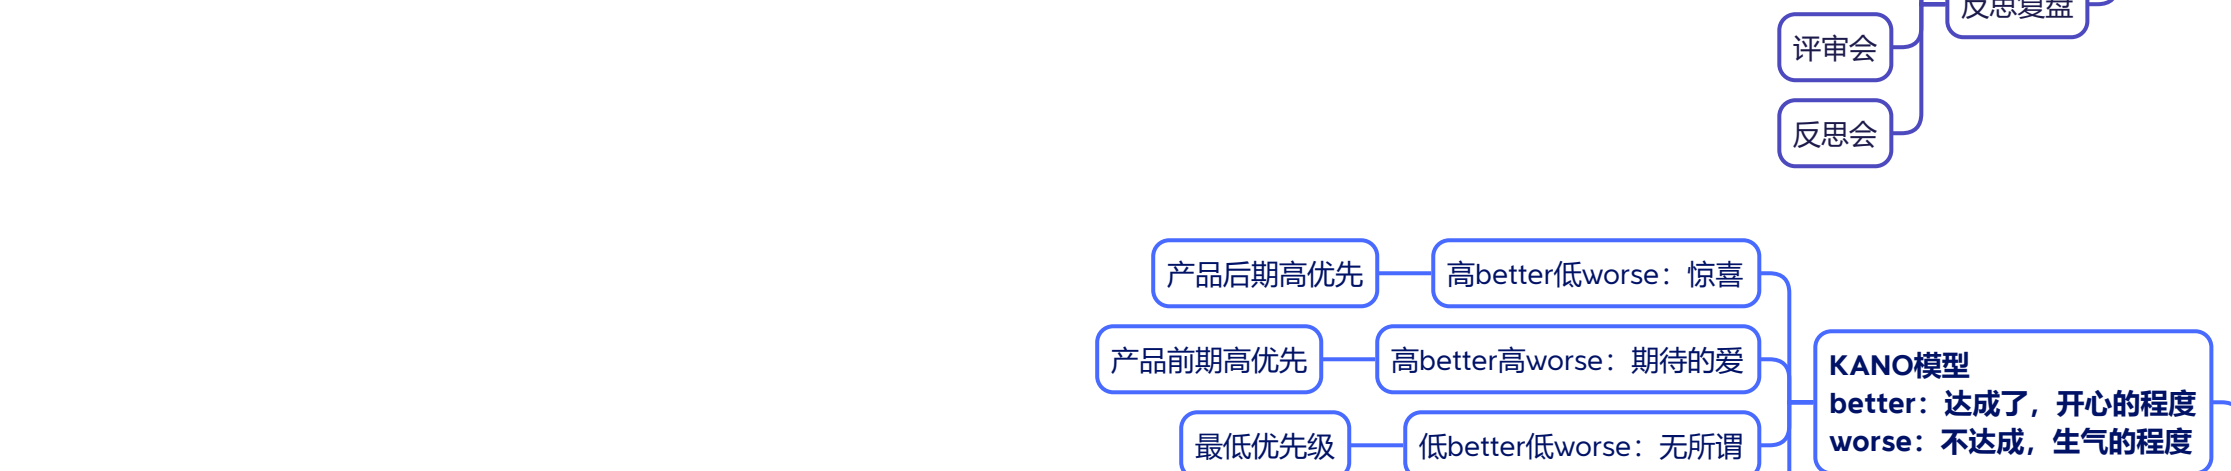 反思复盘
评审会
反思会
产品后期高优先
高better低worse：惊喜
产品前期高优先
高better高worse：期待的爱
最低优先级
低better低worse：无所谓
KANO模型
better：达成了，开心的程度
worse：不达成，生气的程度